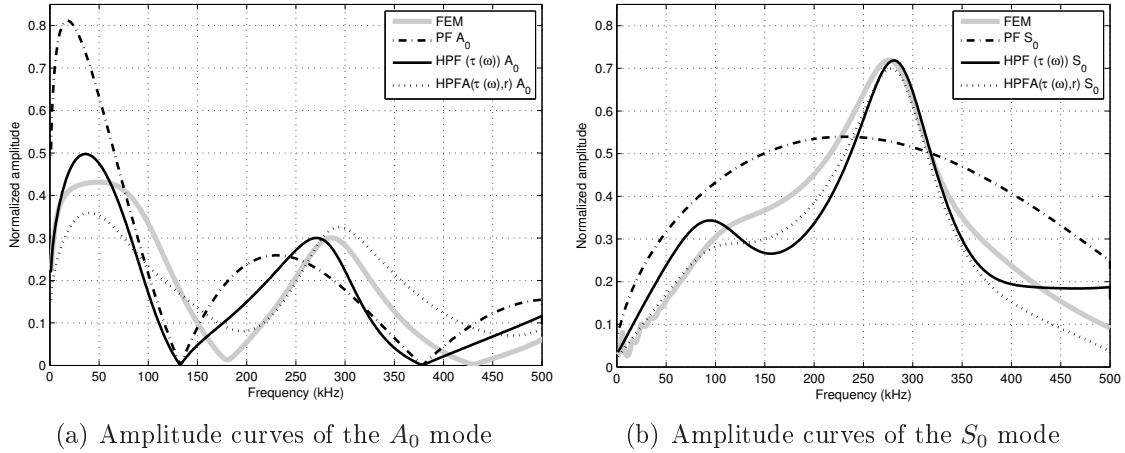 0.8
0.7
0.6
0.5
0.4
0.3
0.2
0.1
0
Normalized amplitude
FEM
PF A₀
HPF (τ (ω)) A₀
HPFA(τ (ω),r) A₀
0 50 100 150 200 250 300 350 400 450 500
Frequency (kHz)
(a) Amplitude curves of the A₀ mode
0.8
0.7
0.6
0.5
0.4
0.3
0.2
0.1
0
Normalized amplitude
FEM
PF S₀
HPF (τ (ω)) S₀
HPFA(τ (ω),r) S₀
0 50 100 150 200 250 300 350 400 450 500
Frequency (kHz)
(b) Amplitude curves of the S₀ mode